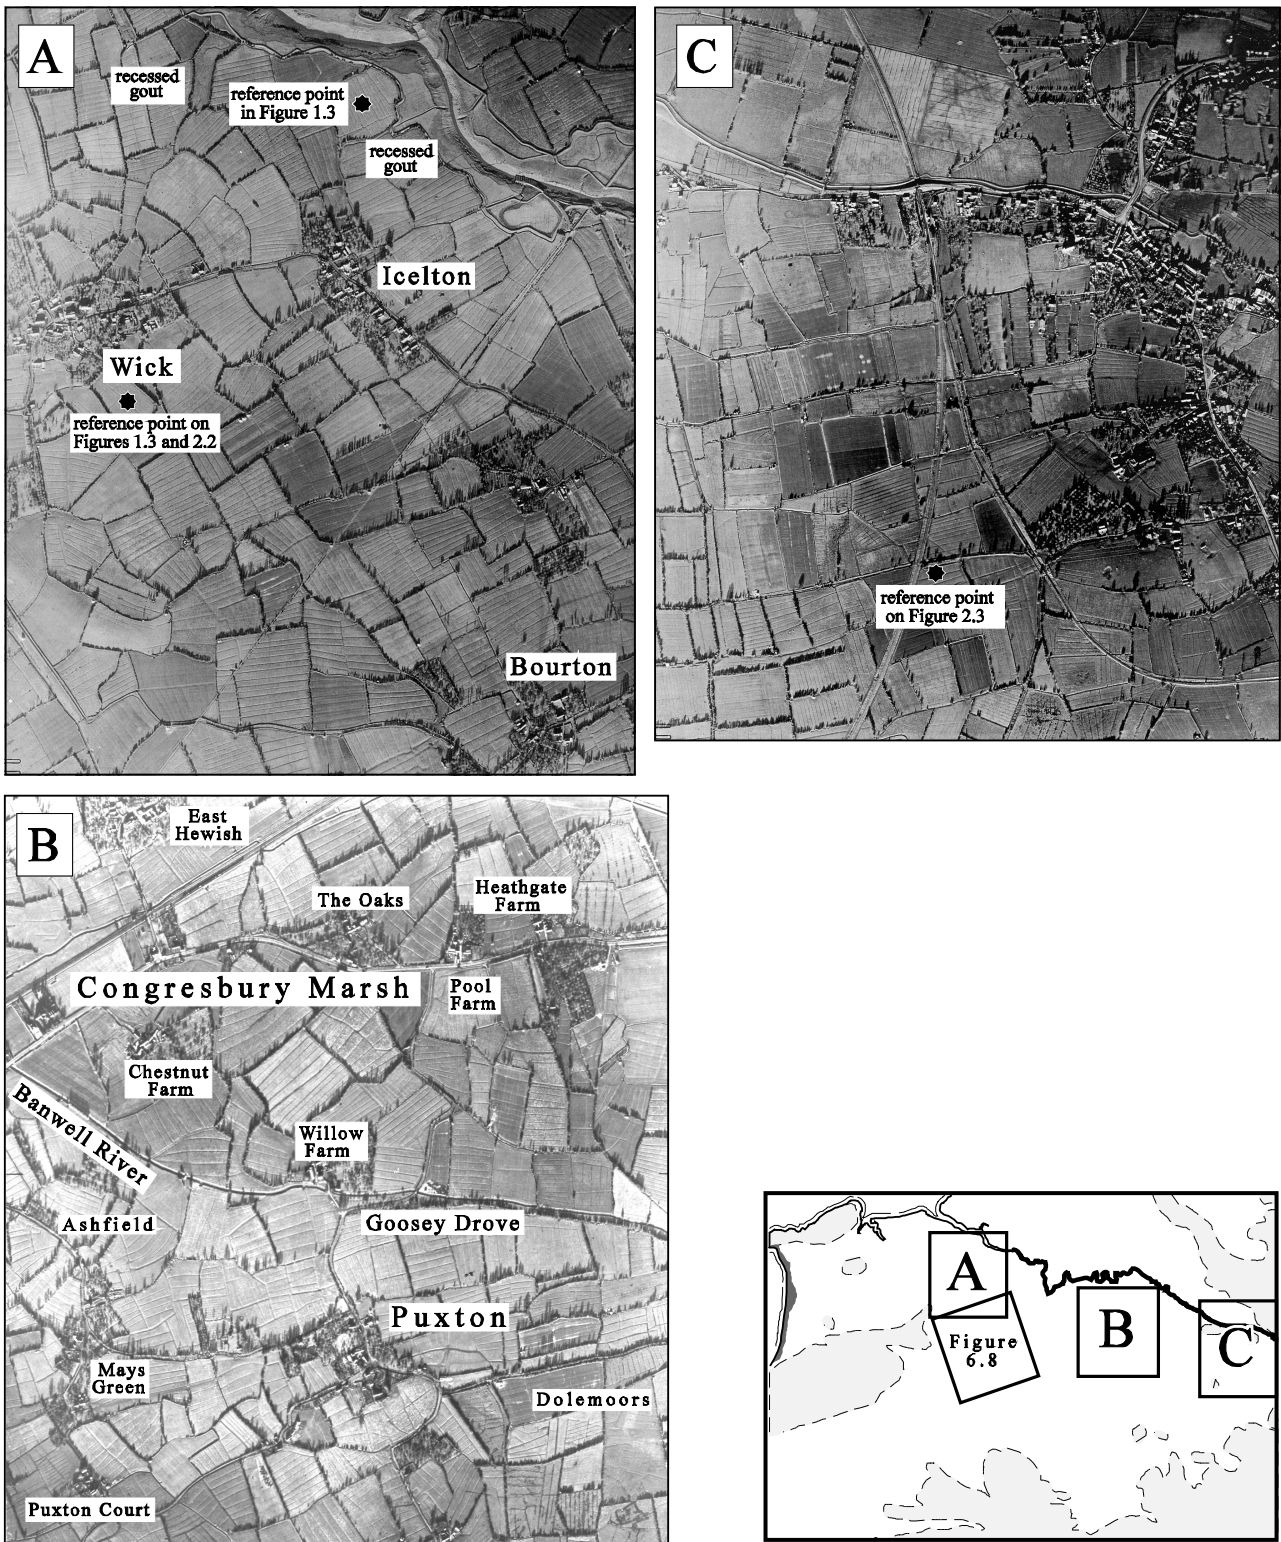 A
recessed
gout
reference point
in Figure 1.3
recessed
gout
Icelton
Wick
reference point on
Figures 1.3 and 2.2
Bourton
C
reference point
on Figure 2.3
B
East
Hewish
The Oaks
Heathgate
Farm
Congresbury Marsh
Pool
Farm
Chestnut
Farm
Banwell River
Willow
Farm
Ashfield
Goosey Drove
Puxton
Mays
Green
Dolemoors
Puxton Court
A
Figure
6.8
B
C